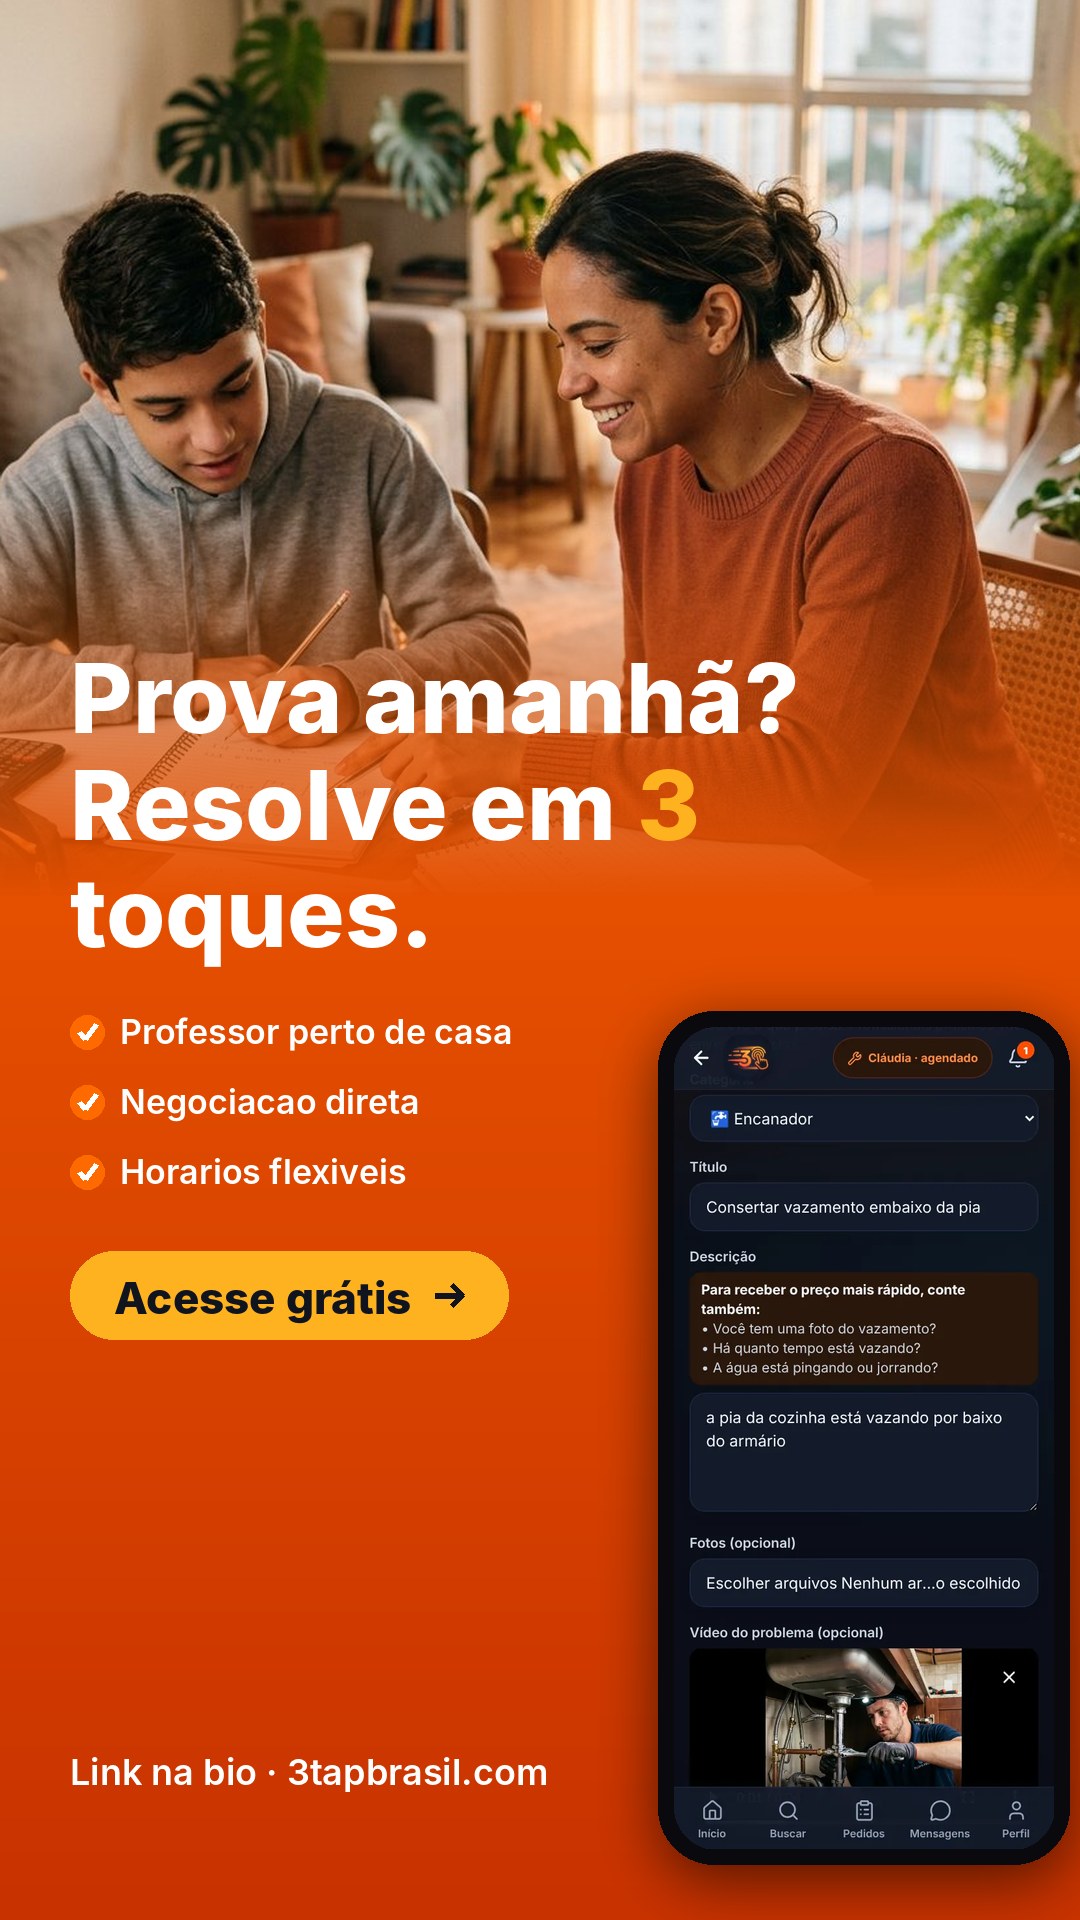 Prova amanhã?
Resolve em 3
toques.
Professor perto de casa
Negociacao direta
Horarios flexiveis
Acesse grátis →
Link na bio · 3tapbrasil.com
3
Cláudia · agendado
1
Categoria
Encanador
Título
Consertar vazamento embaixo da pia
Descrição
Para receber o preço mais rápido, conte
também:
• Você tem uma foto do vazamento?
• Há quanto tempo está vazando?
• A água está pingando ou jorrando?
a pia da cozinha está vazando por baixo
do armário
Fotos (opcional)
Escolher arquivos Nenhum ar...o escolhido
Vídeo do problema (opcional)
Início
Buscar
Pedidos
Mensagens
Perfil